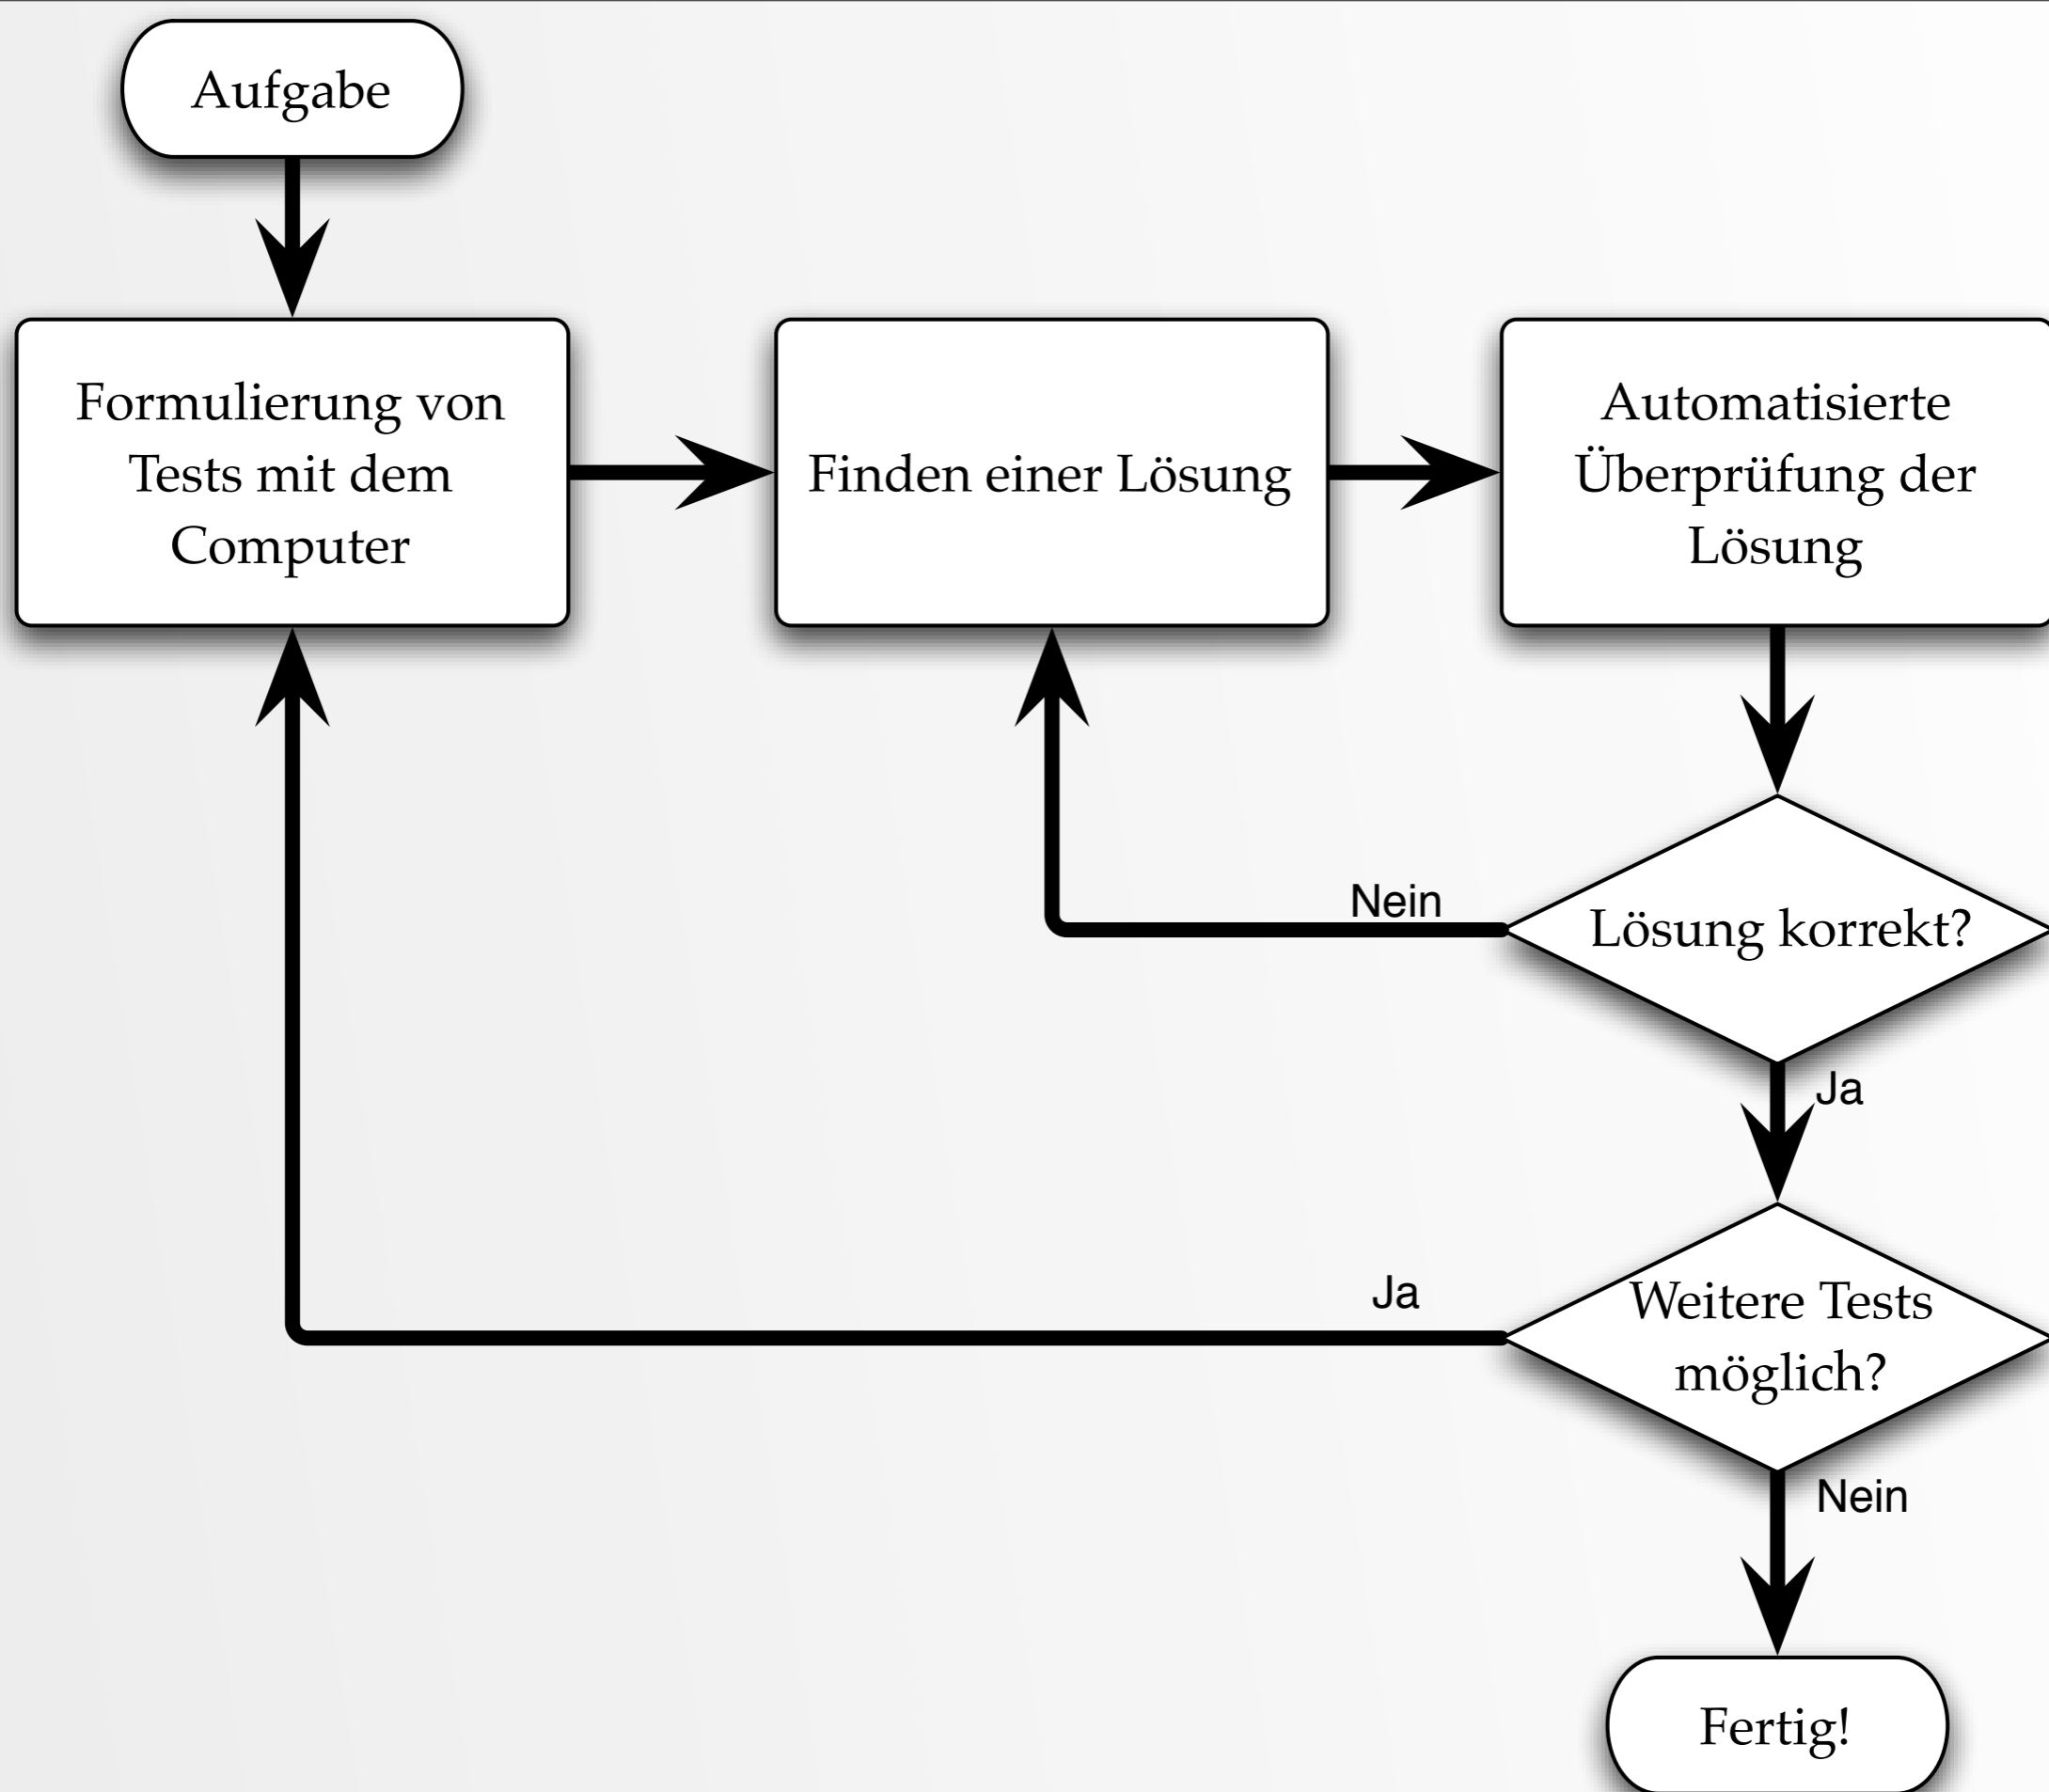 Aufgabe
Formulierung von
Tests mit dem
Computer
Finden einer Lösung
Automatisierte
Überprüfung der
Lösung
Lösung korrekt?
Nein
Ja
Weitere Tests
möglich?
Ja
Nein
Fertig!